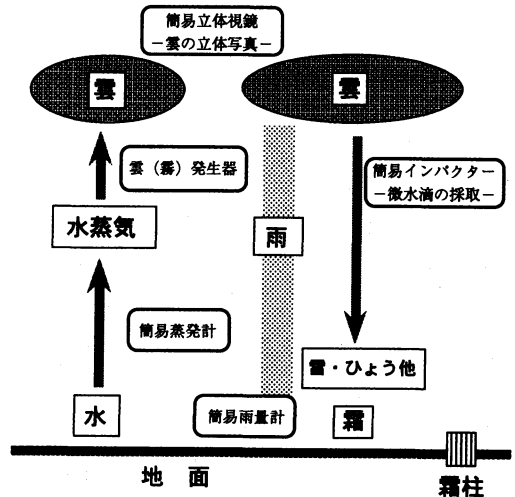 簡易立体視鏡
－雲の立体写真－
雲
雲
雲（霧）発生器
簡易インパクター
－微水滴の採取－
水蒸気
雨
簡易蒸発計
雪・ひょう他
水
簡易雨量計
霜
地 面
霜柱